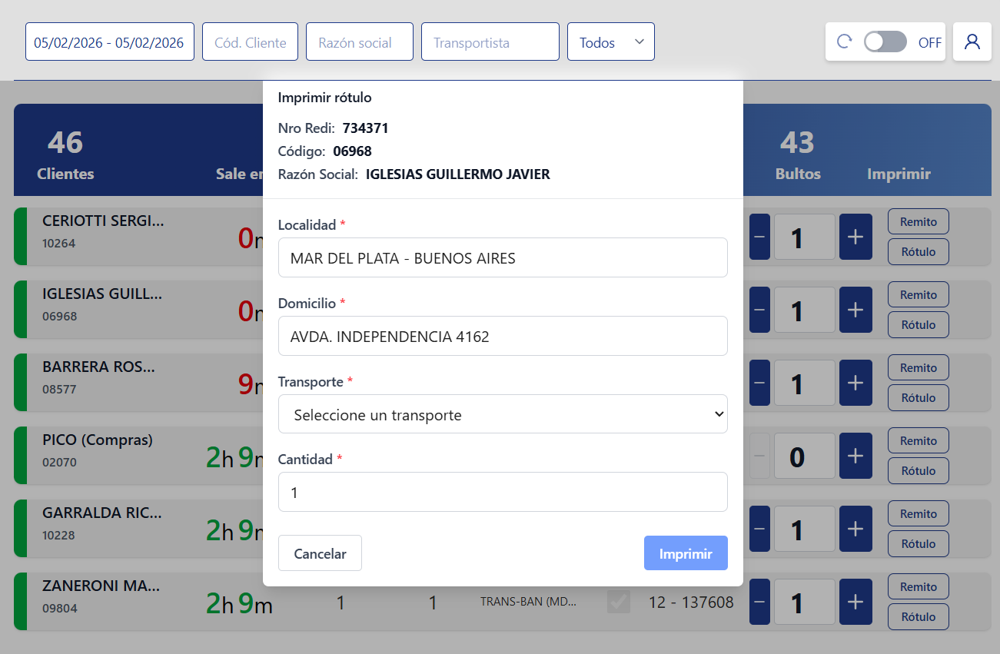 05/02/2026 - 05/02/2026 Cód. Cliente Razón social Transportista Todos OFF
46
Clientes
Sale en
43
Bultos
Imprimir
Imprimir rótulo
Nro Redi: 734371
Código: 06968
Razón Social: IGLESIAS GUILLERMO JAVIER
Localidad *
MAR DEL PLATA - BUENOS AIRES
Domicilio *
AVDA. INDEPENDENCIA 4162
Transporte *
Seleccione un transporte
Cantidad *
1
Cancelar
Imprimir
CERIOTTI SERGI...
10264
0m
1
Remito
Rótulo
IGLESIAS GUILL...
06968
0m
1
Remito
Rótulo
BARRERA ROS...
08577
9m
1
Remito
Rótulo
PICO (Compras)
02070
2h 9m
0
Remito
Rótulo
GARRALDA RIC...
10228
2h 9m
1
Remito
Rótulo
ZANERONI MA...
09804
2h 9m
1
1
TRANS-BAN (MD...
12 - 137608
1
Remito
Rótulo